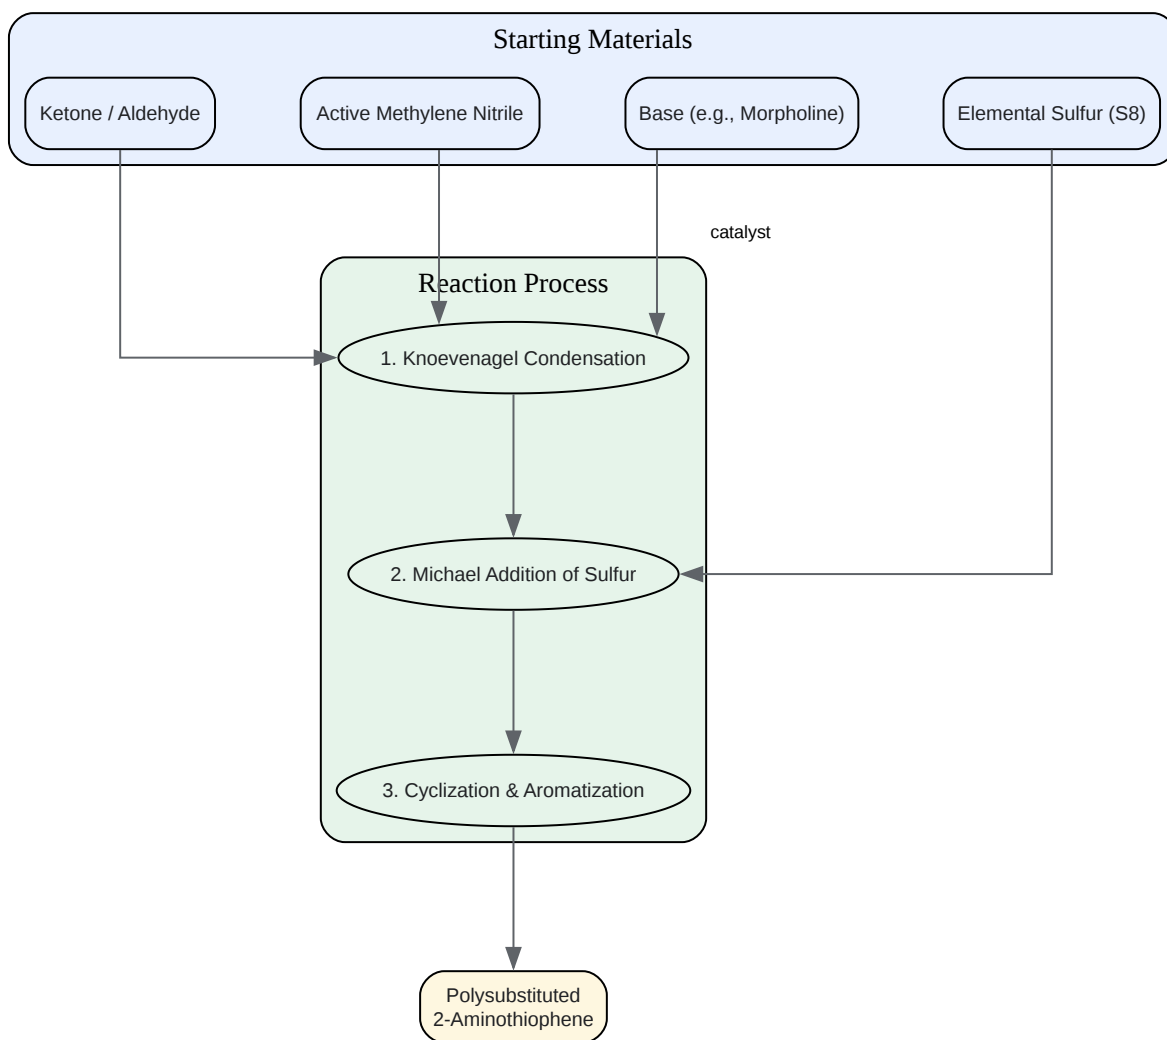 Starting Materials
Ketone / Aldehyde
Active Methylene Nitrile
Base (e.g., Morpholine)
Elemental Sulfur (S8)
catalyst
Reaction Process
1. Knoevenagel Condensation
2. Michael Addition of Sulfur
3. Cyclization & Aromatization
Polysubstituted
2-Aminothiophene